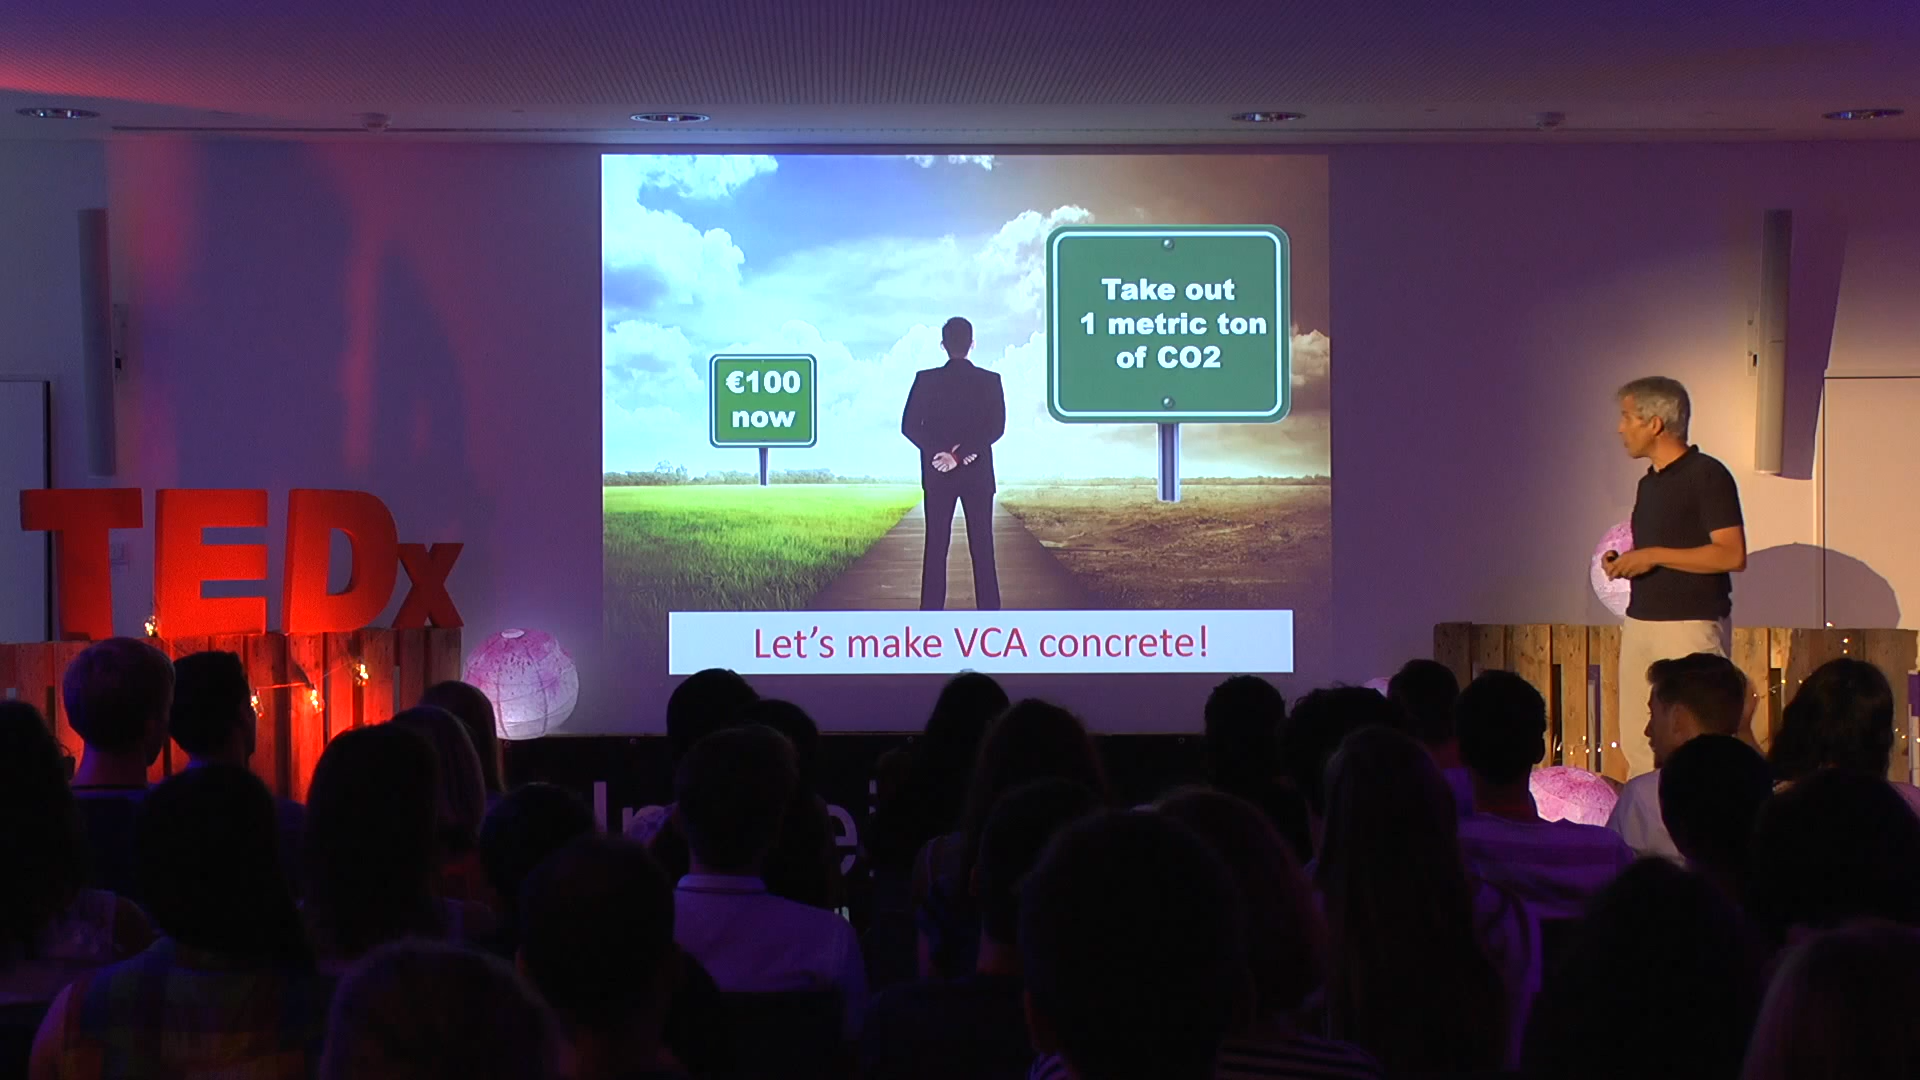 TEDx
€100
now
Take out
1 metric ton
of CO2
Let's make VCA concrete!